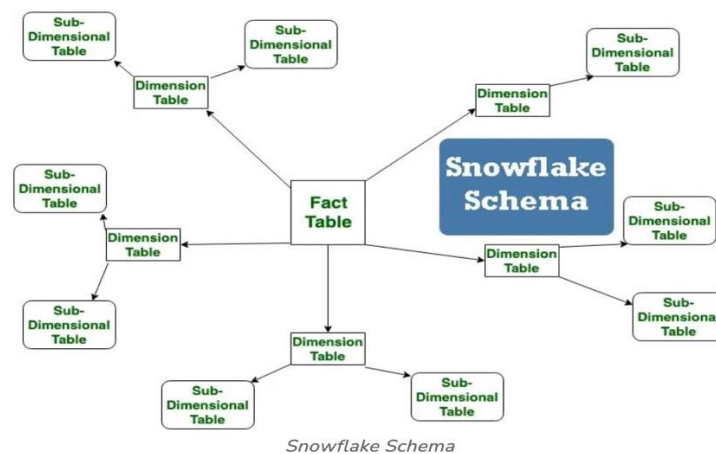 Sub-
Dimensional
Table
Sub-
Dimensional
Table
Dimension
Table
Sub-
Dimensional
Table
Dimension
Table
Snowflake
Schema
Sub-
Dimensional
Table
Fact
Table
Dimension
Table
Sub-
Dimensional
Table
Dimension
Table
Sub-
Dimensional
Table
Sub-
Dimensional
Table
Dimension
Table
Sub-
Dimensional
Table
Sub-
Dimensional
Table
Snowflake Schema